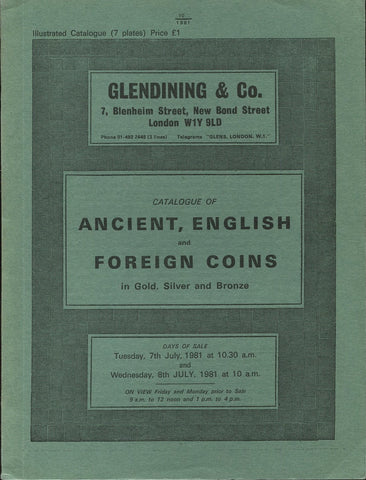 10
1981
Illustrated Catalogue (7 plates) Price £1
GLENDINING & Co.
7, Blenheim Street, New Bond Street
London W1Y 9LD
Phone 01-493 2445 (3 lines) Telegrams "GLENS, LONDON, W.1."
CATALOGUE OF
ANCIENT, ENGLISH
and
FOREIGN COINS
in Gold, Silver and Bronze
DAYS OF SALE
Tuesday, 7th July, 1981 at 10.30 a.m.
and
Wednesday, 8th JULY, 1981 at 10 a.m.
ON VIEW Friday and Monday prior to Sale
9 a.m. to 12 noon and 1 p.m. to 4 p.m.